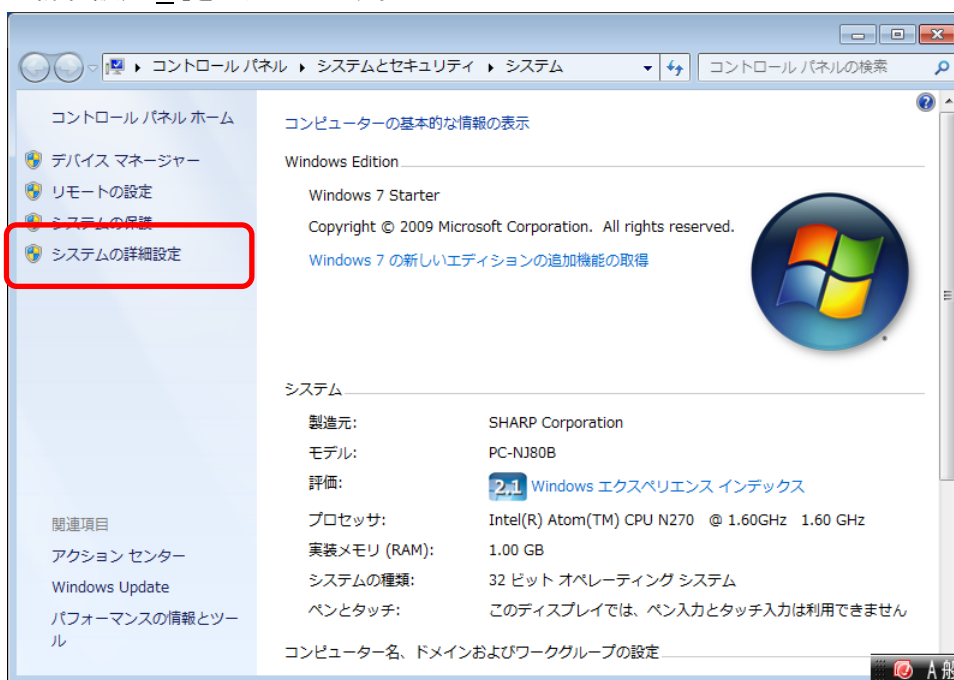 コントロール パネル ▸ システムとセキュリティ ▸ システム
コントロール パネルの検索
コントロール パネル ホーム
デバイス マネージャー
リモートの設定
システムの保護
システムの詳細設定
関連項目
アクション センター
Windows Update
パフォーマンスの情報とツー
ル
コンピューターの基本的な情報の表示
Windows Edition
Windows 7 Starter
Copyright © 2009 Microsoft Corporation. All rights reserved.
Windows 7 の新しいエディションの追加機能の取得
システム
製造元: SHARP Corporation
モデル: PC-NJ80B
評価: 2.1 Windows エクスペリエンス インデックス
プロセッサ: Intel(R) Atom(TM) CPU N270 @ 1.60GHz 1.60 GHz
実装メモリ (RAM): 1.00 GB
システムの種類: 32 ビット オペレーティング システム
ペンとタッチ: このディスプレイでは、ペン入力とタッチ入力は利用できません
コンピューター名、ドメインおよびワークグループの設定
A 般